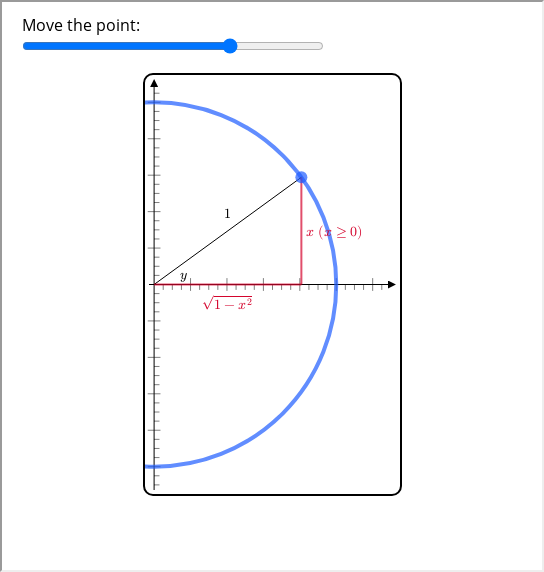 Move the point:
1
x (x ≥ 0)
y
√1 − x²